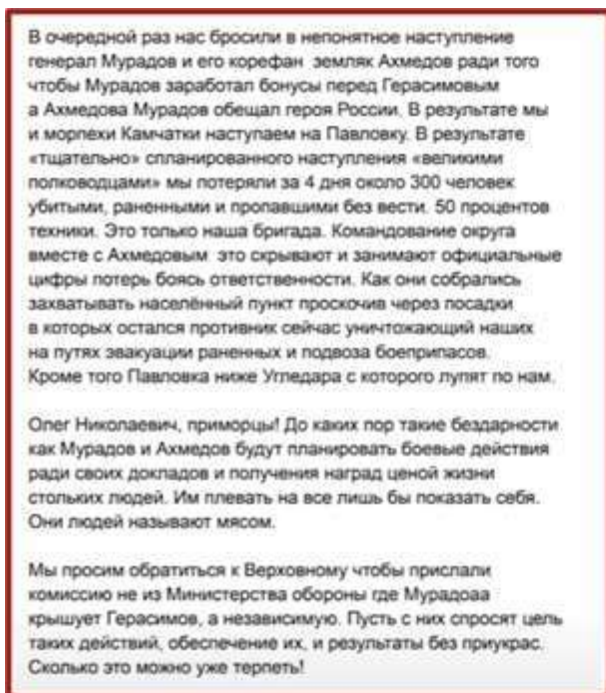 В очередной раз нас бросили в непонятное наступление
генерал Мурадов и его корефан земляк Ахмедов ради того
чтобы Мурадов заработал бонусы перед Герасимовым
а Ахмедова Мурадов обещал героя России. В результате мы
и морпехи Камчатки наступаем на Павловку. В результате
«тщательно» спланированного наступления «великими
полководцами» мы потеряли за 4 дня около 300 человек
убитыми, раненными и пропавшими без вести. 50 процентов
техники. Это только наша бригада. Командование округа
вместе с Ахмедовым это скрывают и занимают официальные
цифры потерь боясь ответственности. Как они собрались
захватывать населённый пункт проскочив через посадки
в которых остался противник сейчас уничтожающий наших
на путях эвакуации раненных и подвоза боеприпасов.
Кроме того Павловка ниже Угледара с которого лупят по нам.
Олег Николаевич, приморцы! До каких пор такие бездарности
как Мурадов и Ахмедов будут планировать боевые действия
ради своих докладов и получения наград ценой жизни
стольких людей. Им плевать на все лишь бы показать себя.
Они людей называют мясом.
Мы просим обратиться к Верховному чтобы прислали
комиссию не из Министерства обороны где Мурадоаа
крышует Герасимов, а независимую. Пусть с них спросят цель
таких действий, обеспечение их, и результаты без прикрас.
Сколько это можно уже терпеть!